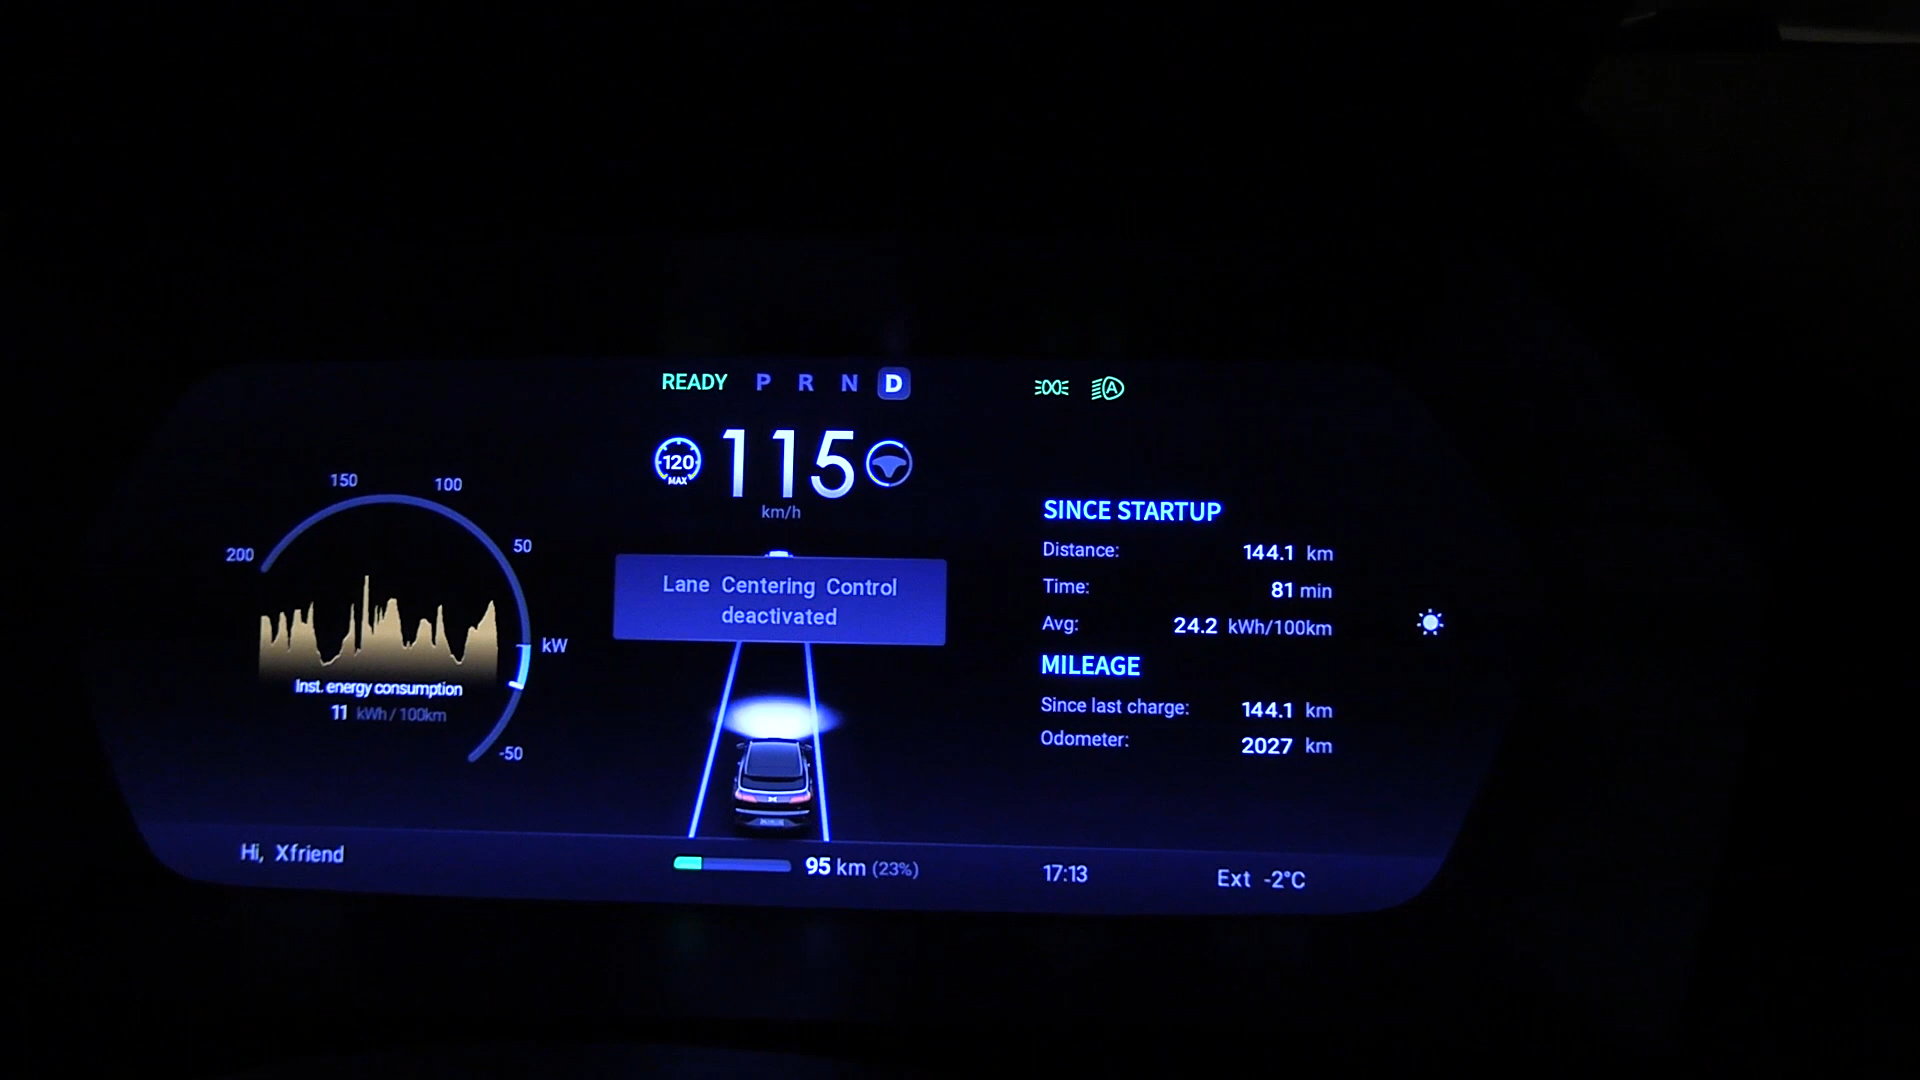 READY P R N D
120
MAX
115
km/h
150
100
200
50
kW
-50
Inst. energy consumption
11 kWh / 100km
Lane Centering Control
deactivated
SINCE STARTUP
Distance: 144.1 km
Time: 81 min
Avg: 24.2 kWh/100km
MILEAGE
Since last charge: 144.1 km
Odometer: 2027 km
Hi, Xfriend
95 km (23%)
17:13
Ext -2°C